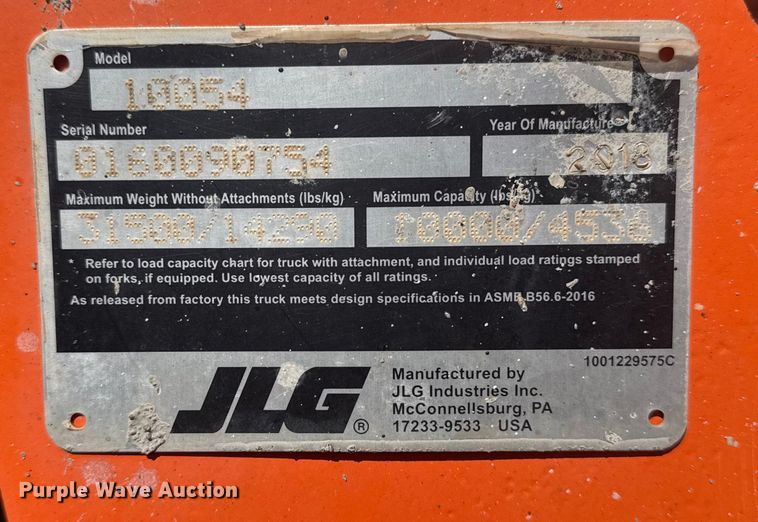 Model
10054
Serial Number Year Of Manufacture
0160090754 2018
Maximum Weight Without Attachments (lbs/kg) Maximum Capacity (lbs/kg)*
31500/14290 10000/4536
* Refer to load capacity chart for truck with attachment, and individual load ratings stamped
on forks, if equipped. Use lowest capacity of all ratings.
As released from factory this truck meets design specifications in ASME B56.6-2016
1001229575C
JLG®
Manufactured by
JLG Industries Inc.
McConnellsburg, PA
17233-9533 USA
Purple Wave Auction